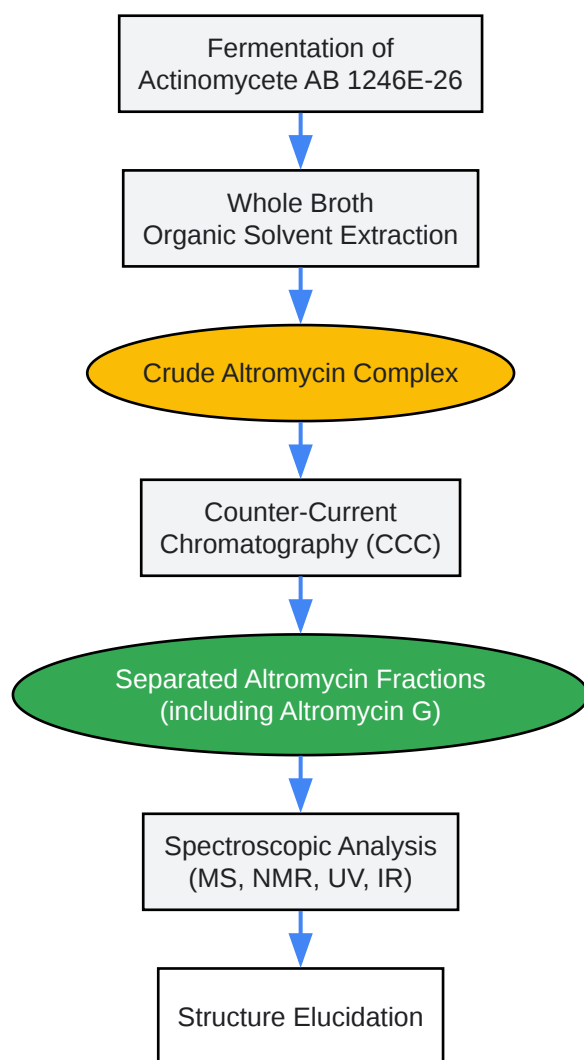 Fermentation of
Actinomycete AB 1246E-26
Whole Broth
Organic Solvent Extraction
Crude Altromycin Complex
Counter-Current
Chromatography (CCC)
Separated Altromycin Fractions
(including Altromycin G)
Spectroscopic Analysis
(MS, NMR, UV, IR)
Structure Elucidation